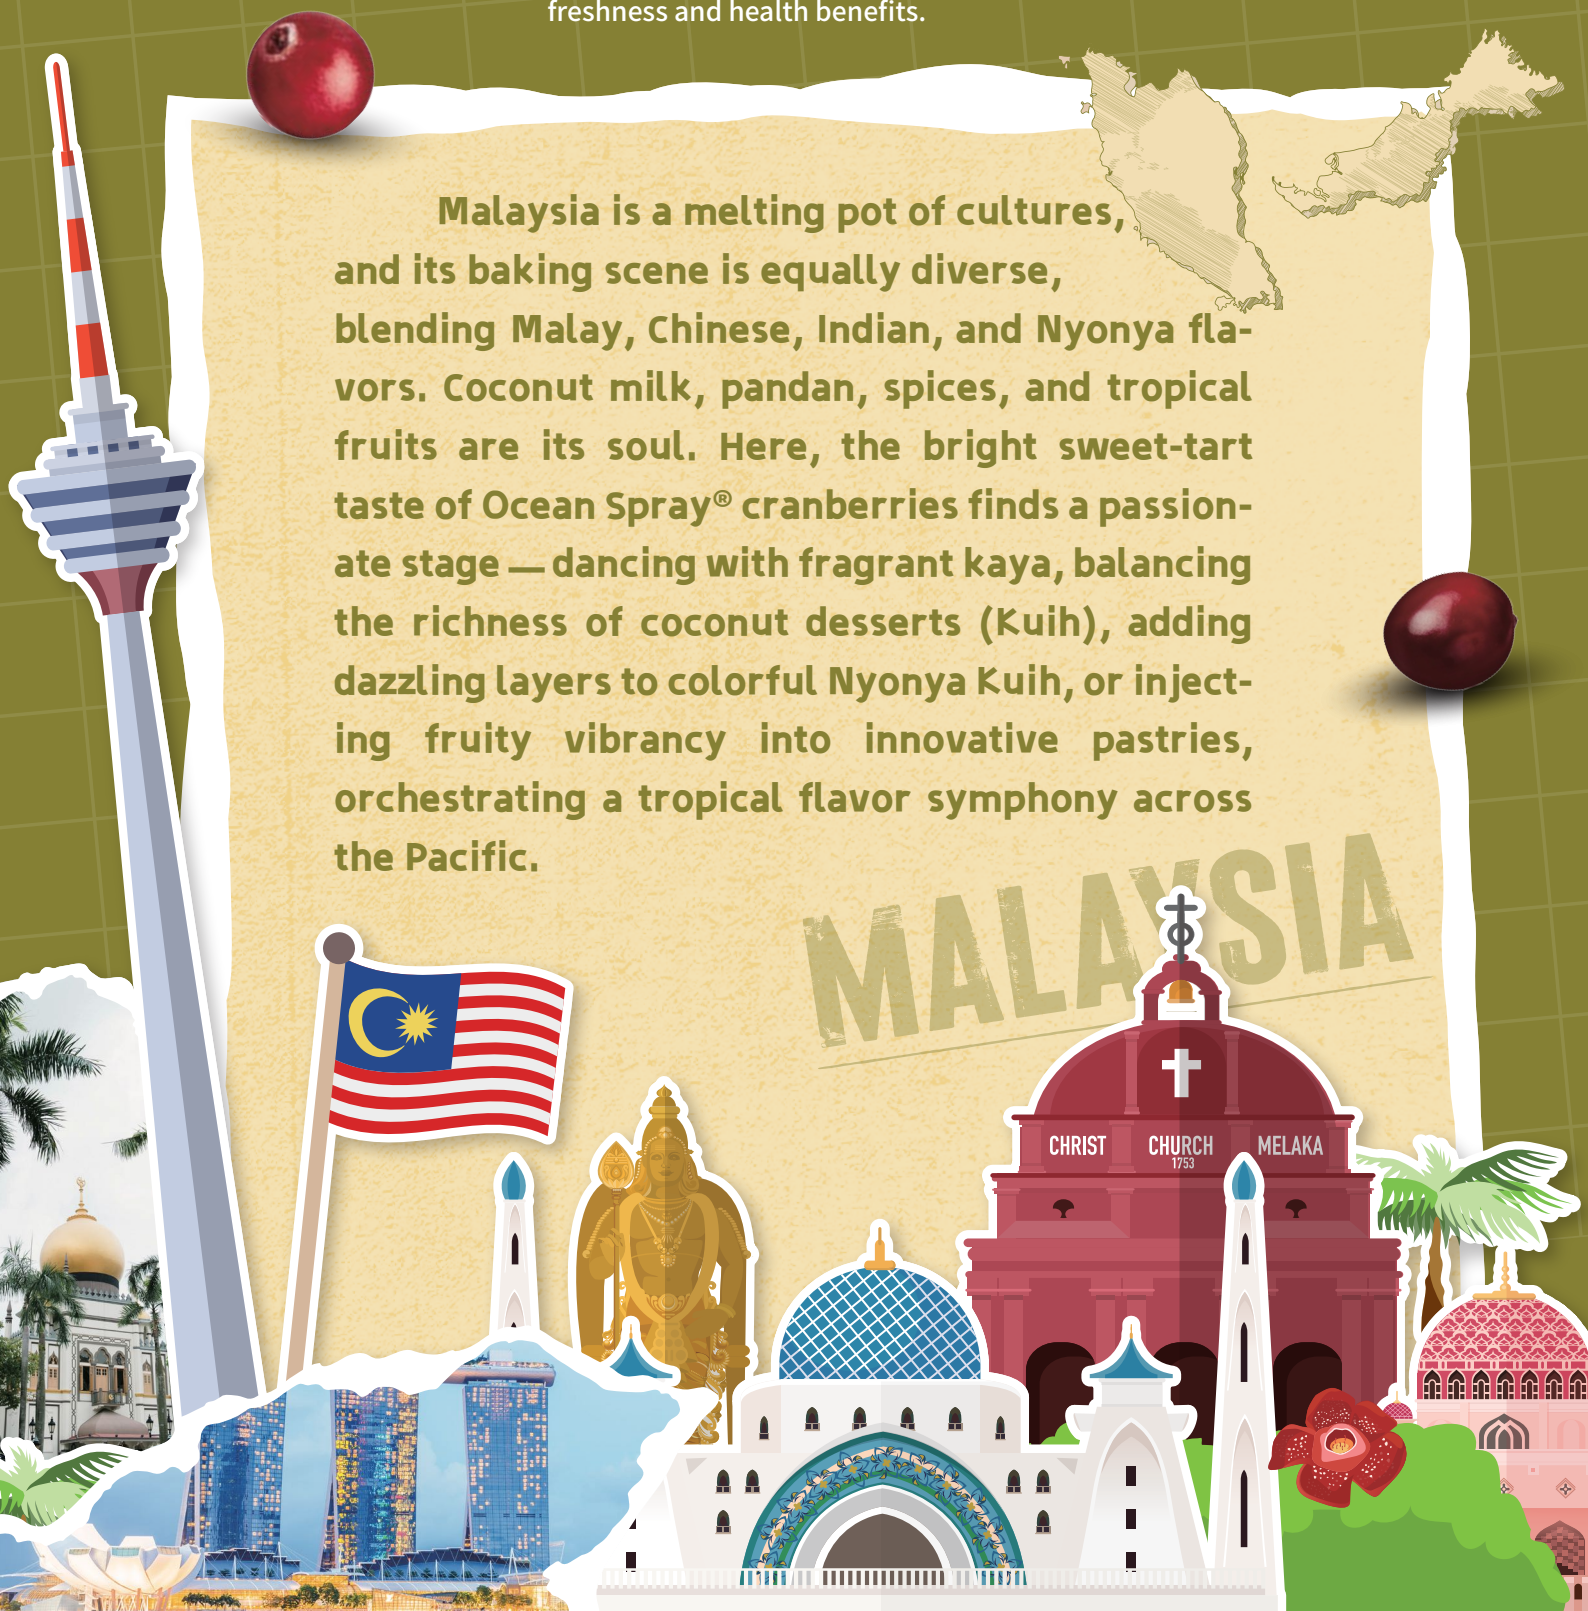 freshness and health benefits.
Malaysia is a melting pot of cultures,
and its baking scene is equally diverse,
blending Malay, Chinese, Indian, and Nyonya fla-
vors. Coconut milk, pandan, spices, and tropical
fruits are its soul. Here, the bright sweet-tart
taste of Ocean Spray® cranberries finds a passion-
ate stage — dancing with fragrant kaya, balancing
the richness of coconut desserts (Kuih), adding
dazzling layers to colorful Nyonya Kuih, or inject-
ing fruity vibrancy into innovative pastries,
orchestrating a tropical flavor symphony across
the Pacific.
MALAYSIA
CHRIST CHURCH MELAKA
1753